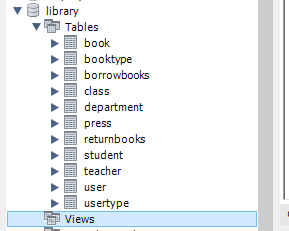 library
Tables
book
booktype
borrowbooks
class
department
press
returnbooks
student
teacher
user
usertype
Views